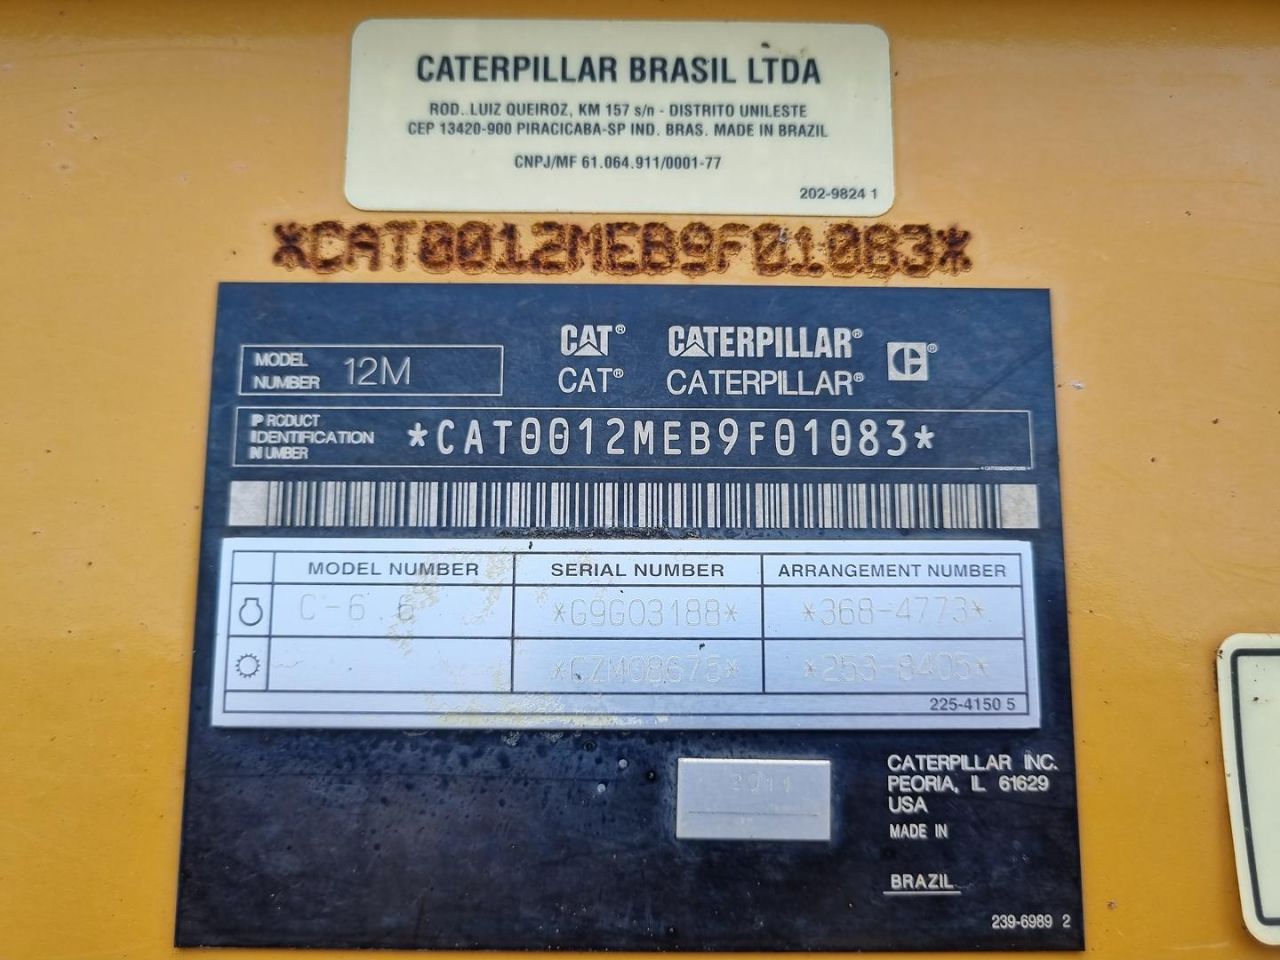 CATERPILLAR BRASIL LTDA
ROD. LUIZ QUEIROZ, KM 157 s/n - DISTRITO UNILESTE
CEP 13420-900 PIRACICABA-SP IND. BRAS. MADE IN BRAZIL
CNPJ/MF 61.064.911/0001-77
202-9824 1
*CAT0012MEB9F01083*
CAT® CATERPILLAR®
CAT® CATERPILLAR®
MODEL NUMBER 12M
PRODUCT IDENTIFICATION NUMBER *CAT0012MEB9F01083*
MODEL NUMBER SERIAL NUMBER ARRANGEMENT NUMBER
C-6.6 *G9G03188* *368-4773*
*CZM08675* *253-8405*
225-4150 5
2011
CATERPILLAR INC.
PEORIA, IL 61629
USA
MADE IN
BRAZIL
239-6989 2